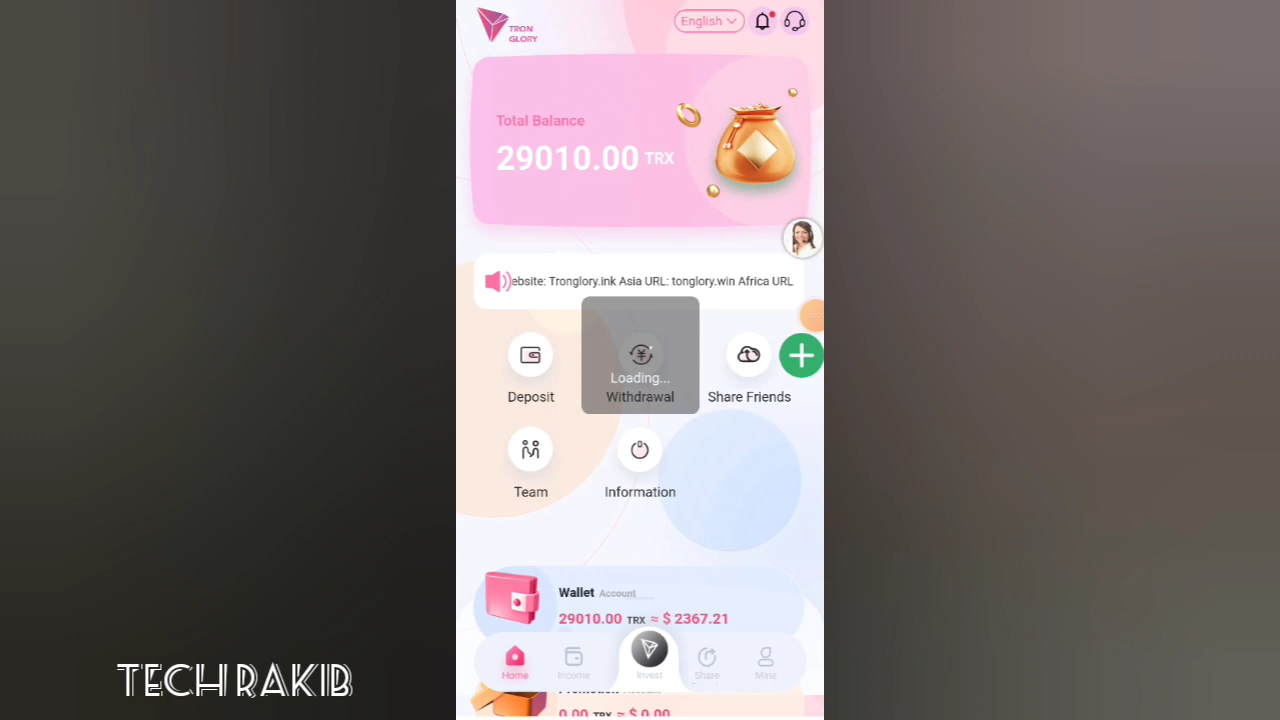 TRON
GLORY
English
Total Balance
29010.00 TRX
ebsite: Tronglory.ink Asia URL: tonglory.win Africa URL
Loading...
Deposit
Withdrawal
Share Friends
Team
Information
Wallet Account
29010.00 TRX ≈ $ 2367.21
Home
Income
Invest
Share
Mine
0.00 TRX ≈ $ 0.00
TECH RAKIB